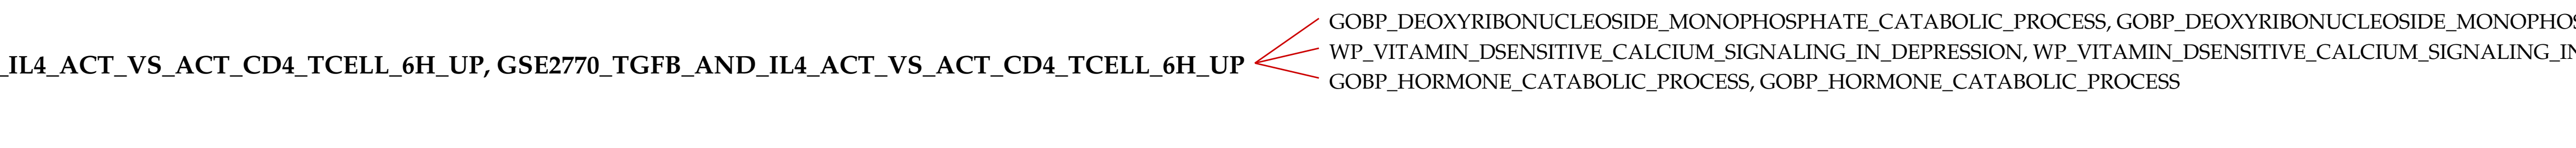 _IL4_ACT_VS_ACT_CD4_TCELL_6H_UP, GSE2770_TGFB_AND_IL4_ACT_VS_ACT_CD4_TCELL_6H_UP
GOBP_DEOXYRIBONUCLEOSIDE_MONOPHOSPHATE_CATABOLIC_PROCESS, GOBP_DEOXYRIBONUCLEOSIDE_MONOPHOS
WP_VITAMIN_DSENSITIVE_CALCIUM_SIGNALING_IN_DEPRESSION, WP_VITAMIN_DSENSITIVE_CALCIUM_SIGNALING_IN
GOBP_HORMONE_CATABOLIC_PROCESS, GOBP_HORMONE_CATABOLIC_PROCESS